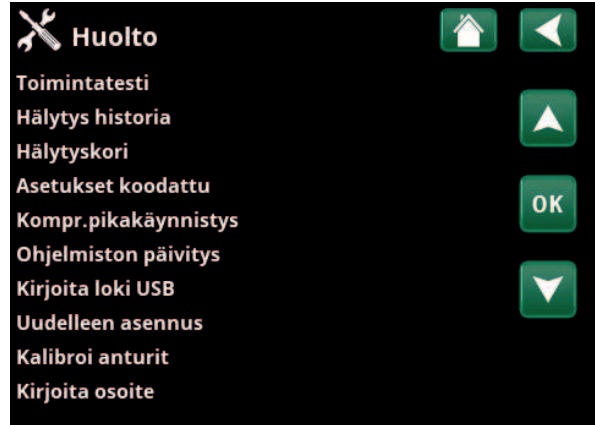 Huolto
Toimintatesti
Hälytys historia
Hälytyskori
Asetukset koodattu
OK
Kompr.pikakäynnistys
Ohjelmiston päivitys
Kirjoita loki USB
Uudelleen asennus
Kalibroi anturit
Kirjoita osoite